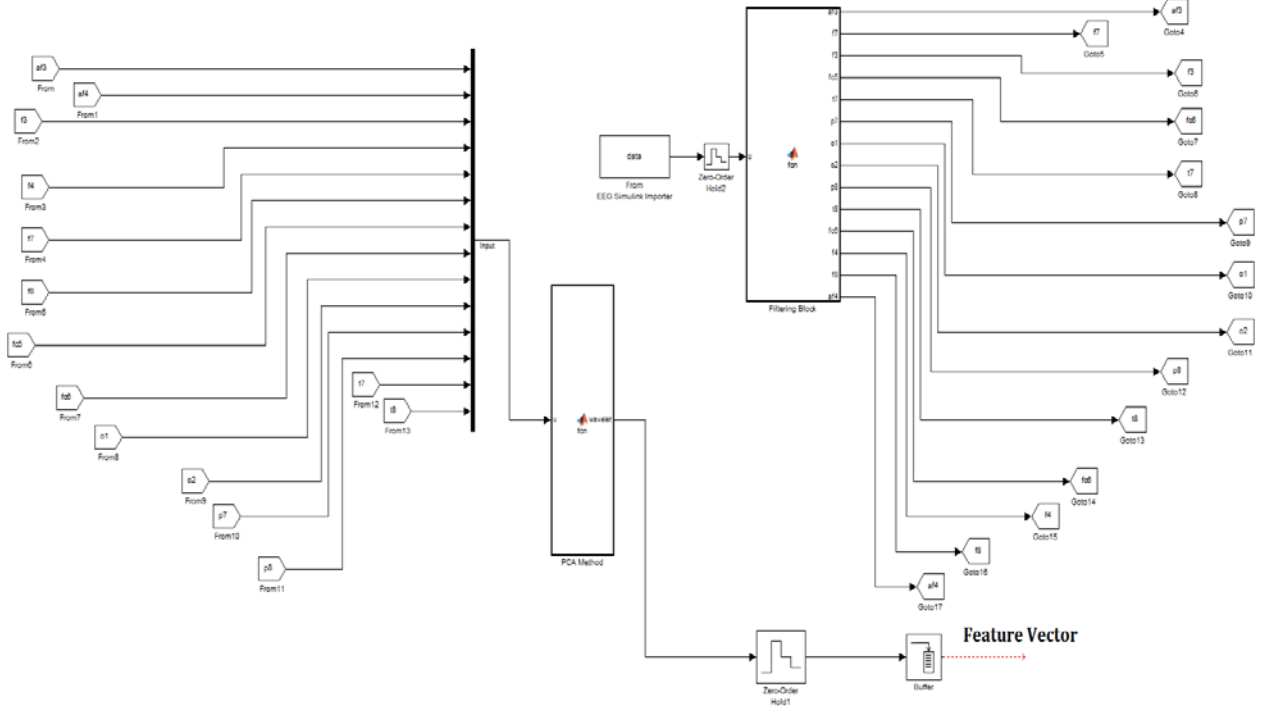 af3
From
af4
From1
f3
From2
f4
From3
f7
From4
f8
From5
fc5
From6
fc6
From7
o1
From8
o2
From9
p7
From10
p8
From11
t7
From12
t8
From13
Input
u
fcn
wavelet
PCA Method
data
From
EEG Simulink Importer
Zero-Order
Hold2
u
fcn
af3
f7
f3
fc5
t7
p7
o1
o2
p8
t8
fc6
f4
f8
af4
Filtering Block
af3
Goto4
f7
Goto5
f3
Goto6
Goto7
t7
Goto8
p7
Goto9
o1
Goto10
o2
Goto11
p8
Goto12
t8
Goto13
fc6
Goto14
f4
Goto15
f8
Goto16
af4
Goto17
Zero-Order
Hold1
Buffer
Feature Vector